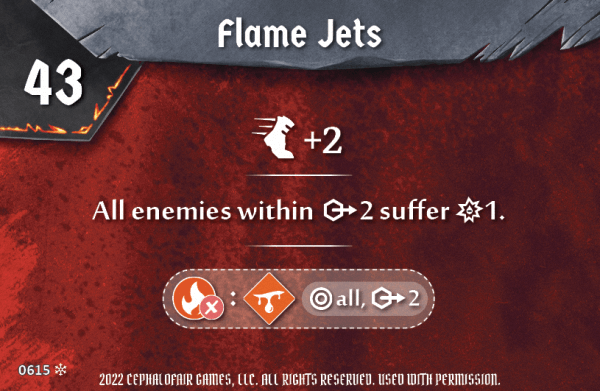 Flame Jets
43
+2
All enemies within 2 suffer 1.
: all, 2
0615
2022 CEPHALOFAIR GAMES, LLC. ALL RIGHTS RESERVED. USED WITH PERMISSION.